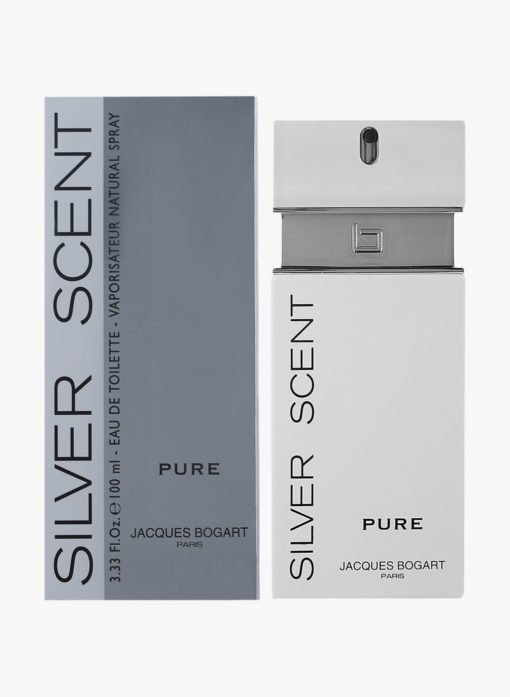 SILVER SCENT
3.33 Fl.Oz. ℮ 100 ml - EAU DE TOILETTE - VAPORISATEUR NATURAL SPRAY
PURE
JACQUES BOGART
PARIS
SILVER SCENT
PURE
JACQUES BOGART
PARIS